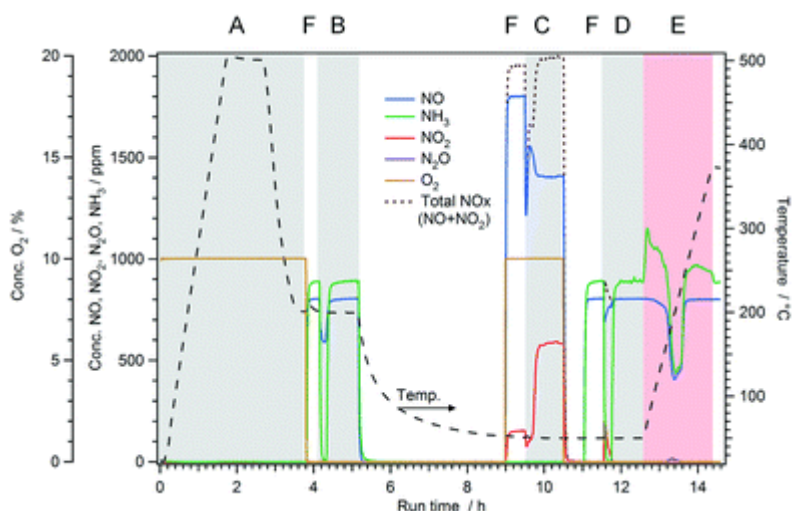 A F B F C F D E
20 2000 500
15 1500 400
10 1000 300
5 500 200
100
0 0
0 2 4 6 8 10 12 14
Run time / h
Conc. O₂ / %
Conc. NO, NO₂, N₂O, NH₃ / ppm
Temperature / °C
NO
NH₃
NO₂
N₂O
O₂
Total NOx
(NO+NO₂)
Temp.